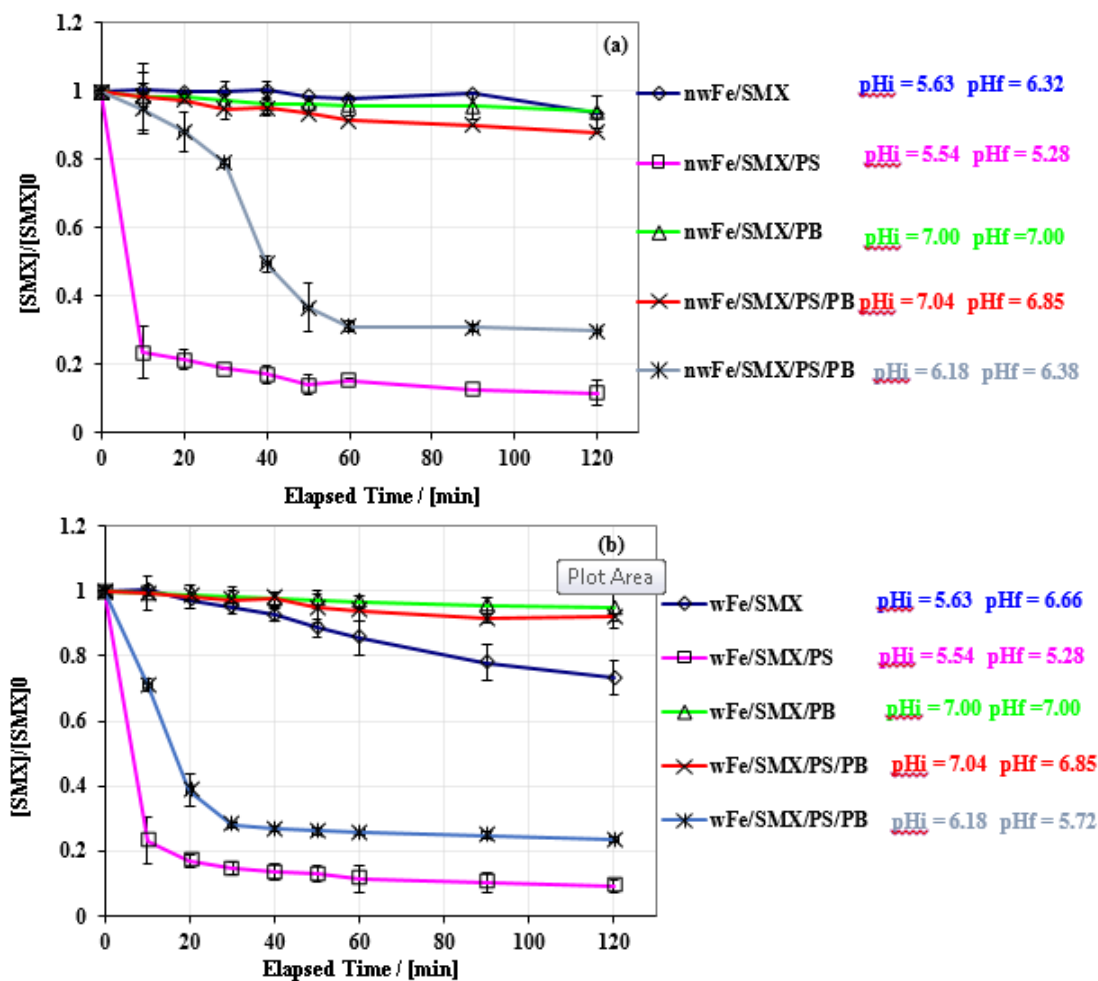 1.2
(a)
1
0.8
0.6
0.4
0.2
0
[SMX]/[SMX]0
0 20 40 60 80 100 120
Elapsed Time / [min]
nwFe/SMX pHi = 5.63 pHf = 6.32
nwFe/SMX/PS pHi = 5.54 pHf = 5.28
nwFe/SMX/PB pHi = 7.00 pHf =7.00
nwFe/SMX/PS/PB pHi = 7.04 pHf = 6.85
nwFe/SMX/PS/PB pHi = 6.18 pHf = 6.38
1.2
(b)
Plot Area
1
0.8
0.6
0.4
0.2
0
[SMX]/[SMX]0
0 20 40 60 80 100 120
Elapsed Time / [min]
wFe/SMX pHi = 5.63 pHf = 6.66
wFe/SMX/PS pHi = 5.54 pHf = 5.28
wFe/SMX/PB pHi = 7.00 pHf =7.00
wFe/SMX/PS/PB pHi = 7.04 pHf = 6.85
wFe/SMX/PS/PB pHi = 6.18 pHf = 5.72